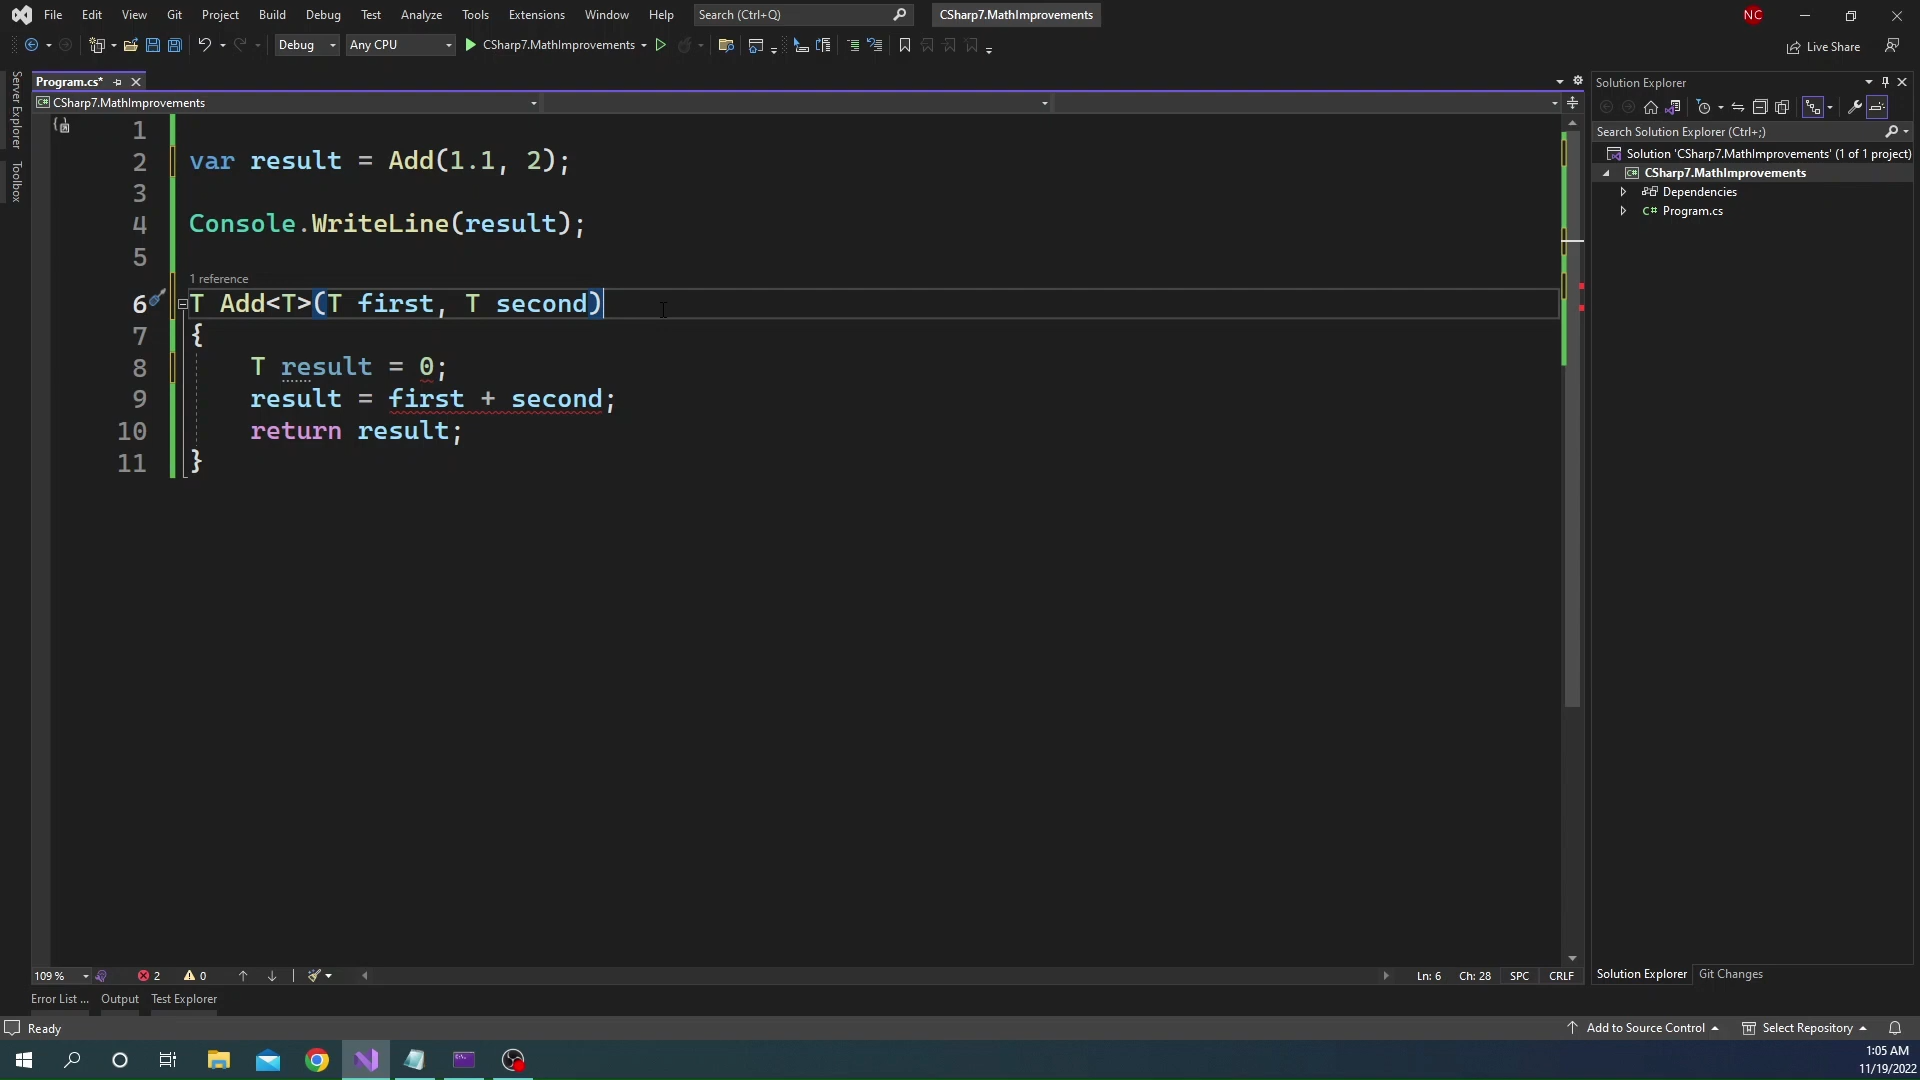 File Edit View Git Project Build Debug Test Analyze Tools Extensions Window Help Search (Ctrl+Q) CSharp7.MathImprovements NC
Debug Any CPU CSharp7.MathImprovements Live Share
Program.cs*
CSharp7.MathImprovements
Server Explorer
Toolbox
1
2 var result = Add(1.1, 2);
3
4 Console.WriteLine(result);
5
1 reference
6 T Add<T>(T first, T second)
7 {
8 T result = 0;
9 result = first + second;
10 return result;
11 }
Solution Explorer
Search Solution Explorer (Ctrl+;)
Solution 'CSharp7.MathImprovements' (1 of 1 project)
C# CSharp7.MathImprovements
Dependencies
C# Program.cs
109 % 2 0 Ln: 6 Ch: 28 SPC CRLF
Solution Explorer Git Changes
Error List ... Output Test Explorer
Ready Add to Source Control Select Repository
1:05 AM
11/19/2022